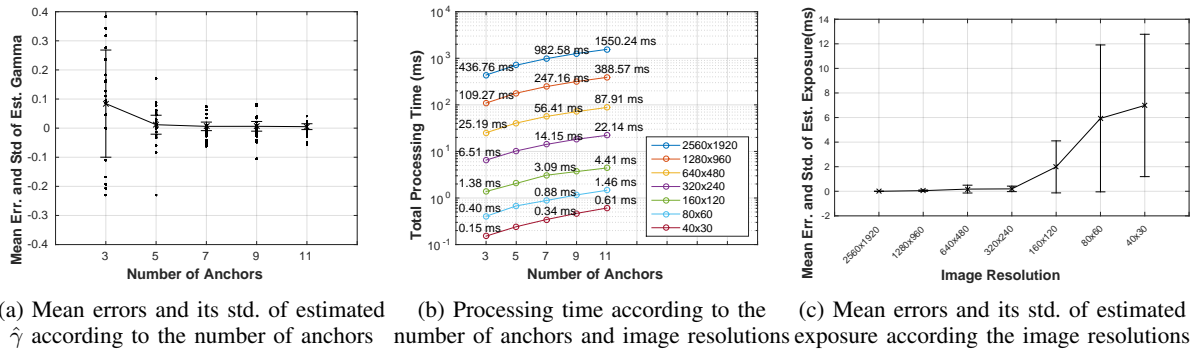 0.4
0.3
0.2
0.1
0
-0.1
-0.2
-0.3
-0.4
Mean Err. and Std of Est. Gamma
3 5 7 9 11
Number of Anchors
10^4
10^3
10^2
10^1
10^0
10^-1
Total Processing Time (ms)
436.76 ms 982.58 ms 1550.24 ms
109.27 ms 247.16 ms 388.57 ms
25.19 ms 56.41 ms 87.91 ms
6.51 ms 14.15 ms 22.14 ms
1.38 ms 3.09 ms 4.41 ms
0.40 ms 0.88 ms 1.46 ms
0.15 ms 0.34 ms 0.61 ms
2560x1920
1280x960
640x480
320x240
160x120
80x60
40x30
3 5 7 9 11
Number of Anchors
14
12
10
8
6
4
2
0
-2
Mean Err. and Std. of Est. Exposure(ms)
2560x1920 1280x960 640x480 320x240 160x120 80x60 40x30
Image Resolution
(a) Mean errors and its std. of estimated
γ̂ according to the number of anchors
(b) Processing time according to the
number of anchors and image resolutions
(c) Mean errors and its std. of estimated
exposure according the image resolutions